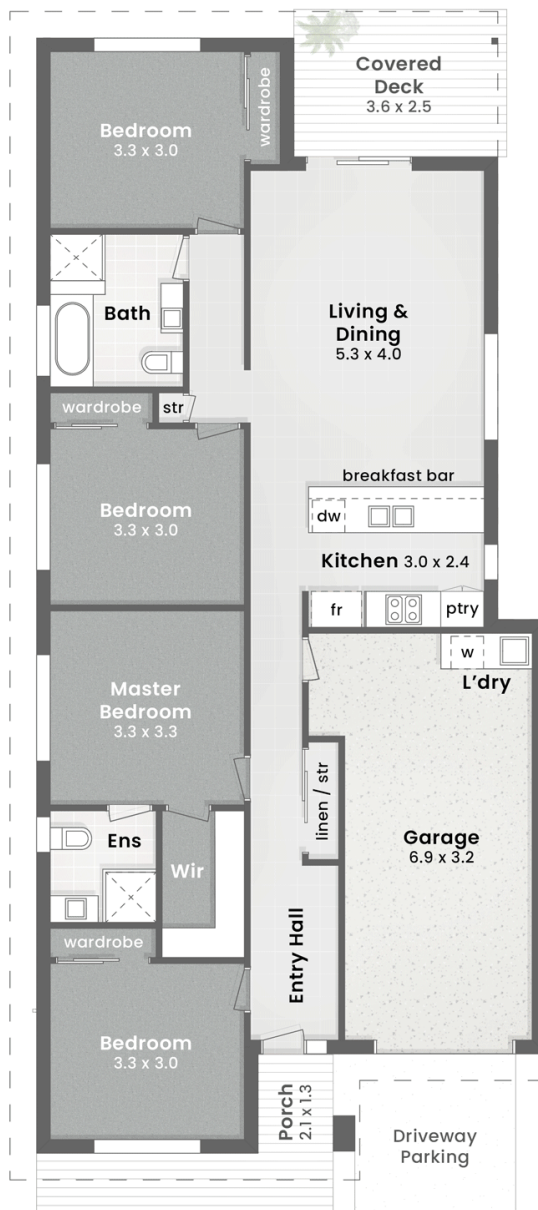 Covered
Deck
3.6 x 2.5
wardrobe
Bedroom
3.3 x 3.0
Bath
Living &
Dining
5.3 x 4.0
wardrobe
str
breakfast bar
dw
Bedroom
3.3 x 3.0
Kitchen 3.0 x 2.4
fr
ptry
w
L'dry
Master
Bedroom
3.3 x 3.3
linen / str
Ens
Wir
Garage
6.9 x 3.2
wardrobe
Entry Hall
Bedroom
3.3 x 3.0
Porch
2.1 x 1.3
Driveway
Parking